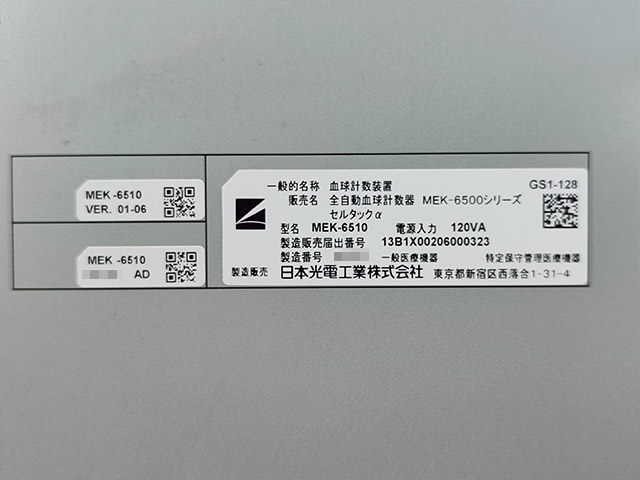 MEK-6510
VER. 01-06
MEK-6510
AD
GS1-128
一般的名称 血球計数装置
販売名 全自動血球計数器 MEK-6500シリーズ
セルタックα
型名 MEK-6510 電源入力 120VA
製造販売届出番号 13B1X00206000323
製造番号 一般医療機器 特定保守管理医療機器
製造販売 日本光電工業株式会社 東京都新宿区西落合1-31-4